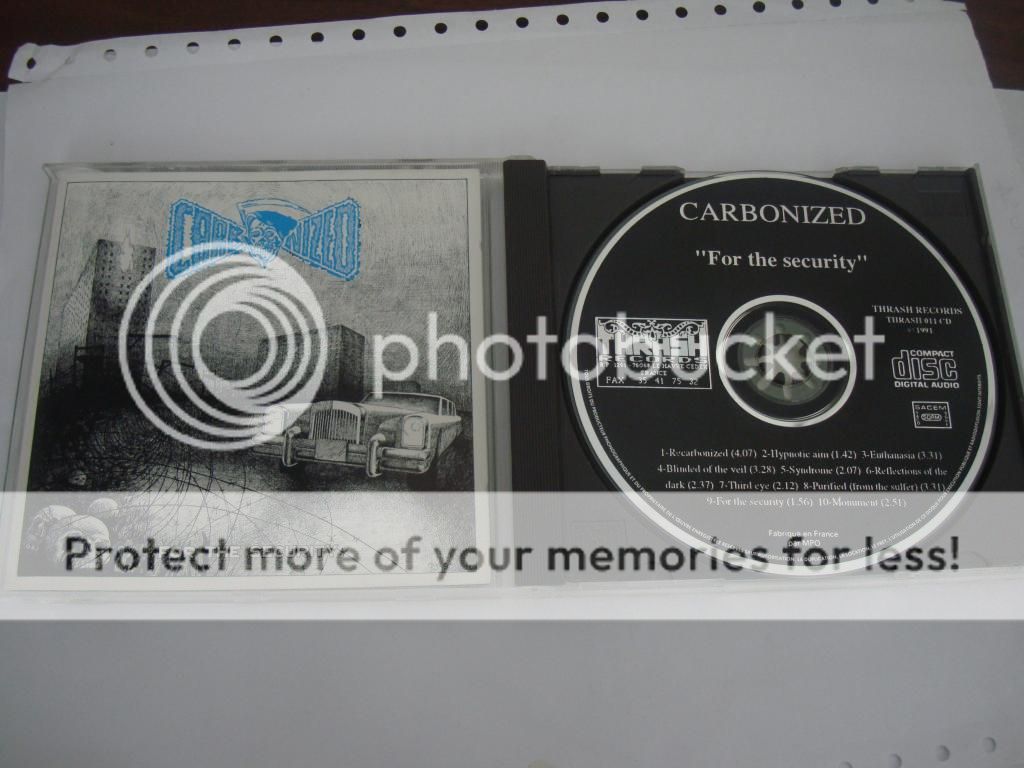 CARBONIZED
CARBONIZED
"For the security"
THRASH RECORDS
THRASH 011 CD
1991
THRASH
RECORDS
FRANCE
FAX 35 41 75 32
COMPACT
disc
DIGITAL AUDIO
SACEM
photobucket
1-Recarbonized (4.07) 2-Hypnotic aim (1.42) 3-Euthanasia (3.31)
4-Blinded of the veil (3.28) 5-Syndrome (2.07) 6-Reflections of the
dark (2.37) 7-Third eye (2.12) 8-Purified (from the sulfer) (3.31)
9-For the security (1.56) 10-Monument (2.51)
Fabriqué en France
par MPO
Protect more of your memories for less!